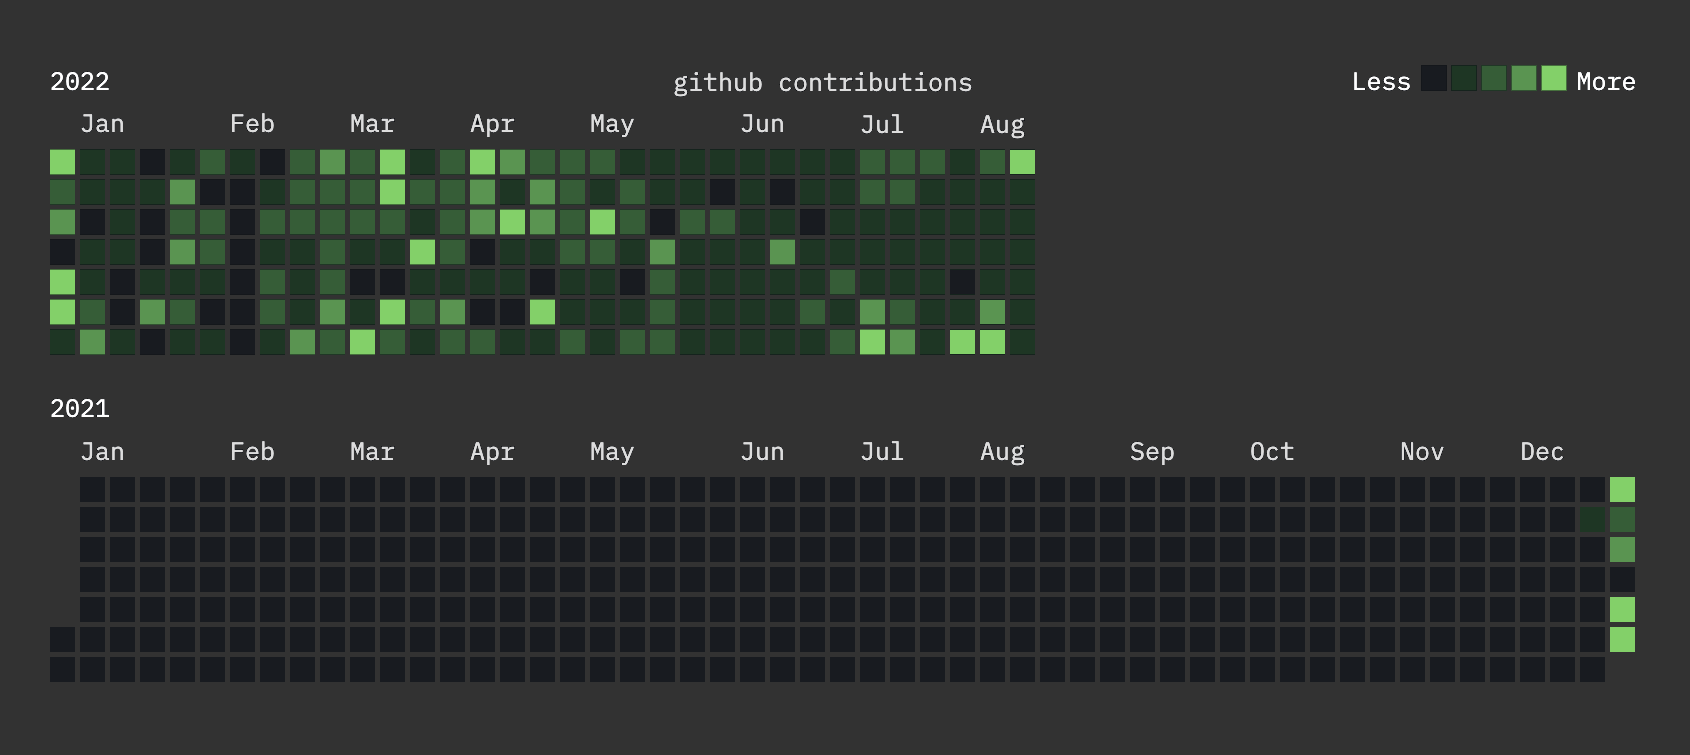 2022
github contributions
Less More
Jan Feb Mar Apr May Jun Jul Aug
2021
Jan Feb Mar Apr May Jun Jul Aug Sep Oct Nov Dec